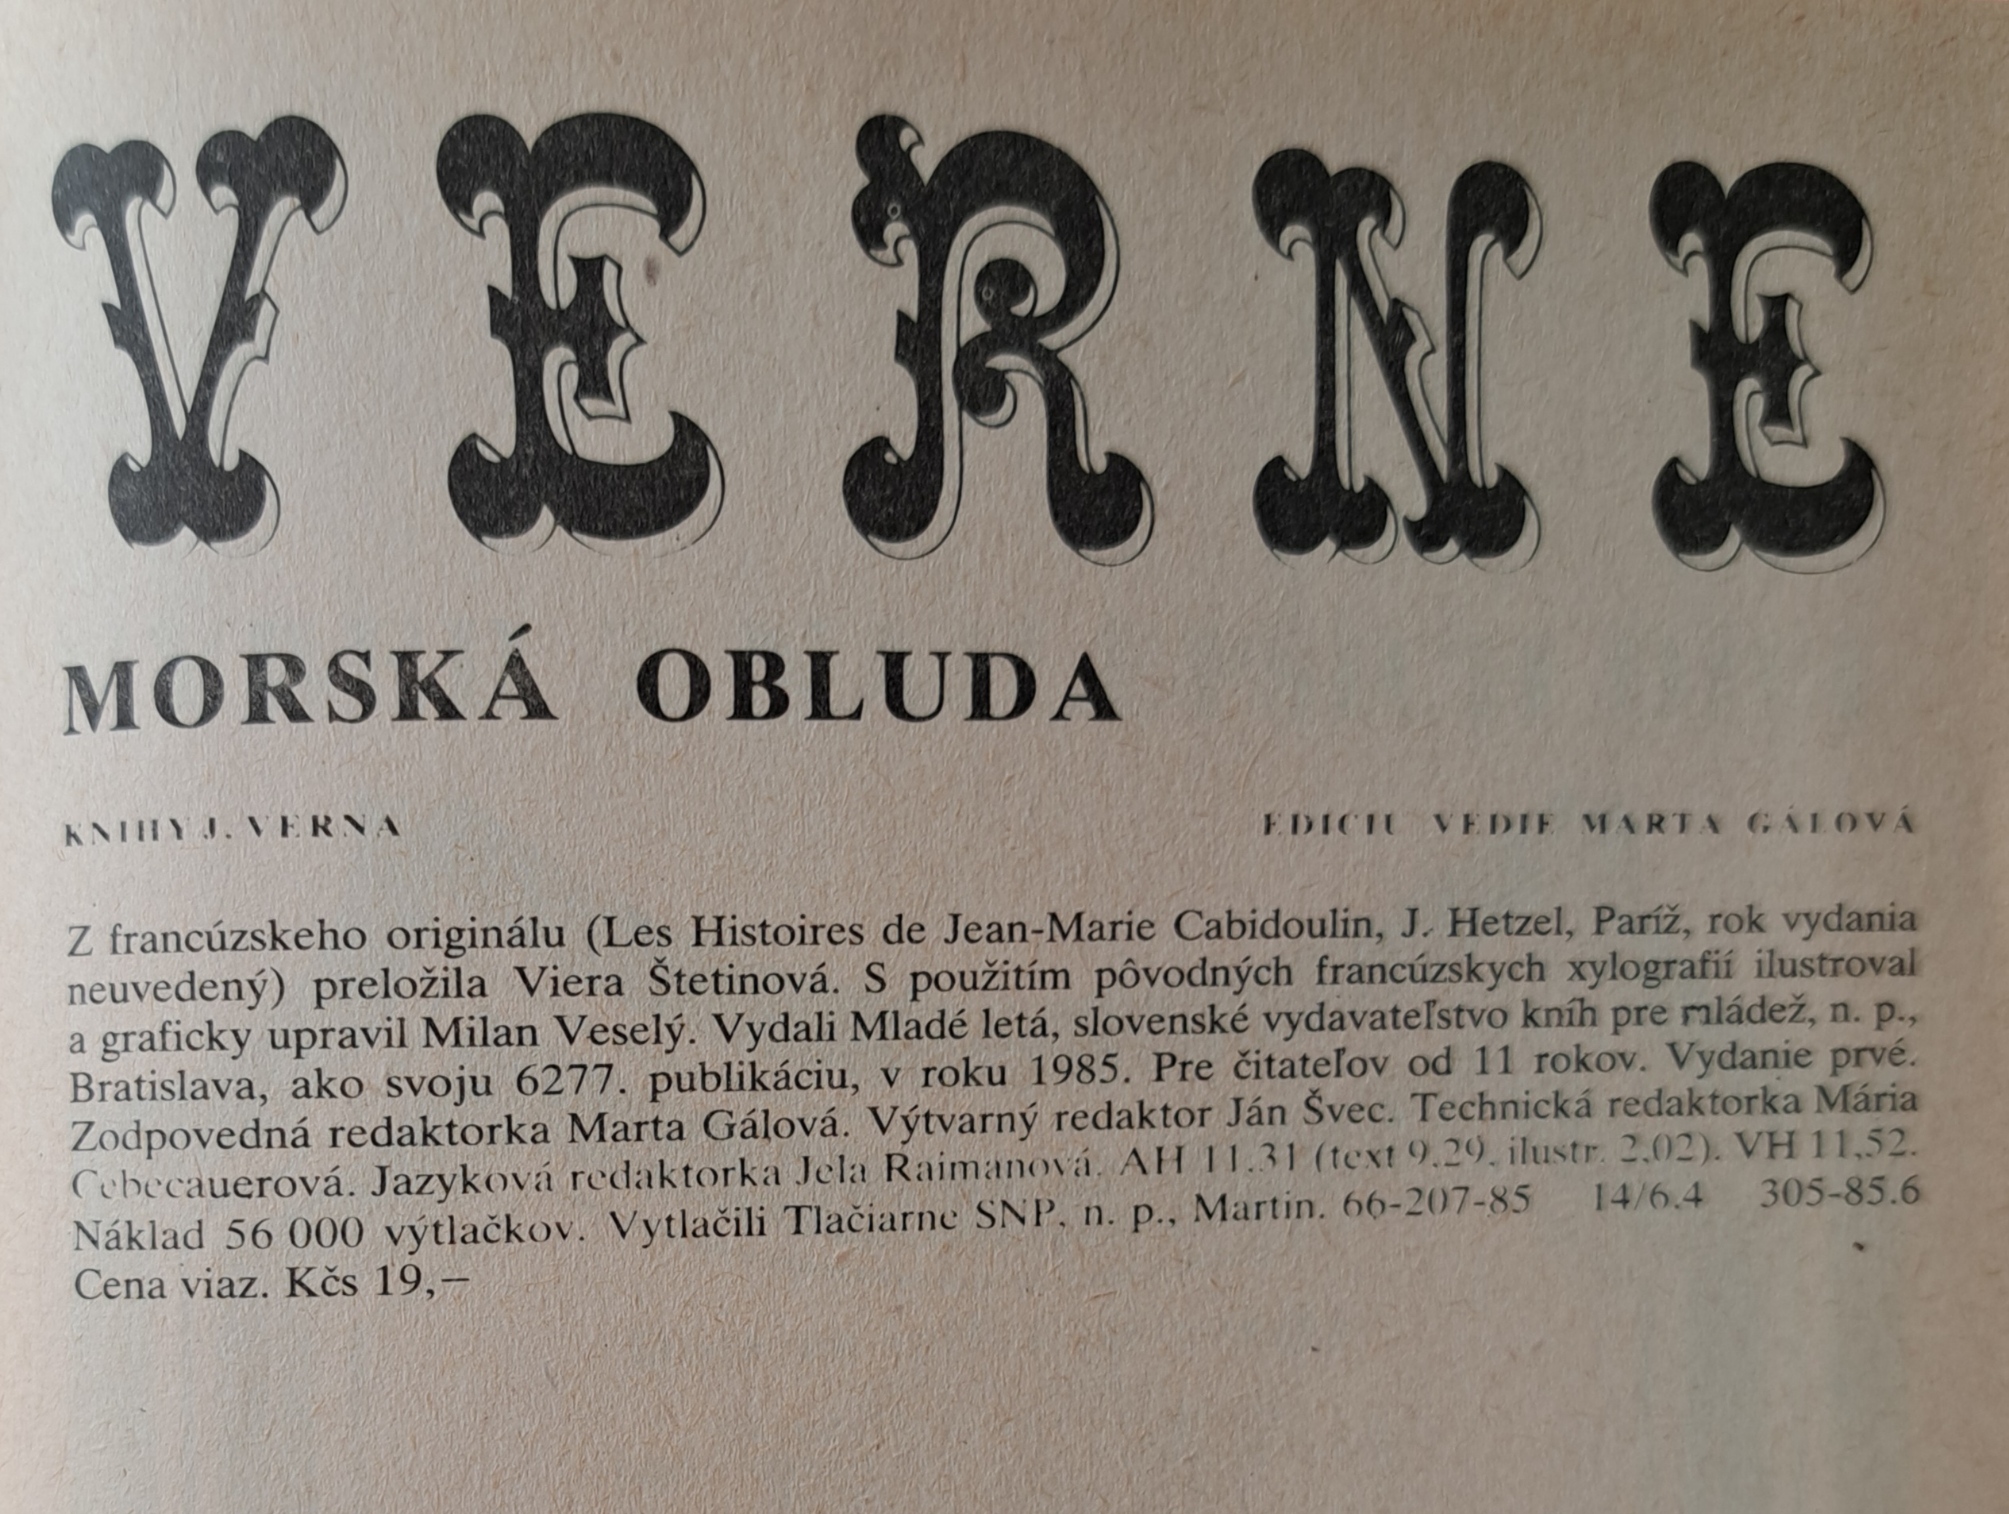 VERNE
MORSKÁ OBLUDA
KNIHY J. VERNA
EDÍCIU VEDIE MARTA GÁLOVÁ
Z francúzskeho originálu (Les Histoires de Jean-Marie Cabidoulin, J. Hetzel, Paríž, rok vydania
neuvedený) preložila Viera Štetinová. S použitím pôvodných francúzskych xylografií ilustroval
a graficky upravil Milan Veselý. Vydali Mladé letá, slovenské vydavateľstvo kníh pre mládež, n. p.,
Bratislava, ako svoju 6277. publikáciu, v roku 1985. Pre čitateľov od 11 rokov. Vydanie prvé.
Zodpovedná redaktorka Marta Gálová. Výtvarný redaktor Ján Švec. Technická redaktorka Mária
Cebecauerová. Jazyková redaktorka Jela Raimanová. AH 11.31 (text 9.29, ilustr. 2.02). VH 11,52.
Náklad 56 000 výtlačkov. Vytlačili Tlačiarne SNP, n. p., Martin. 66-207-85 14/6.4 305-85.6
Cena viaz. Kčs 19,–